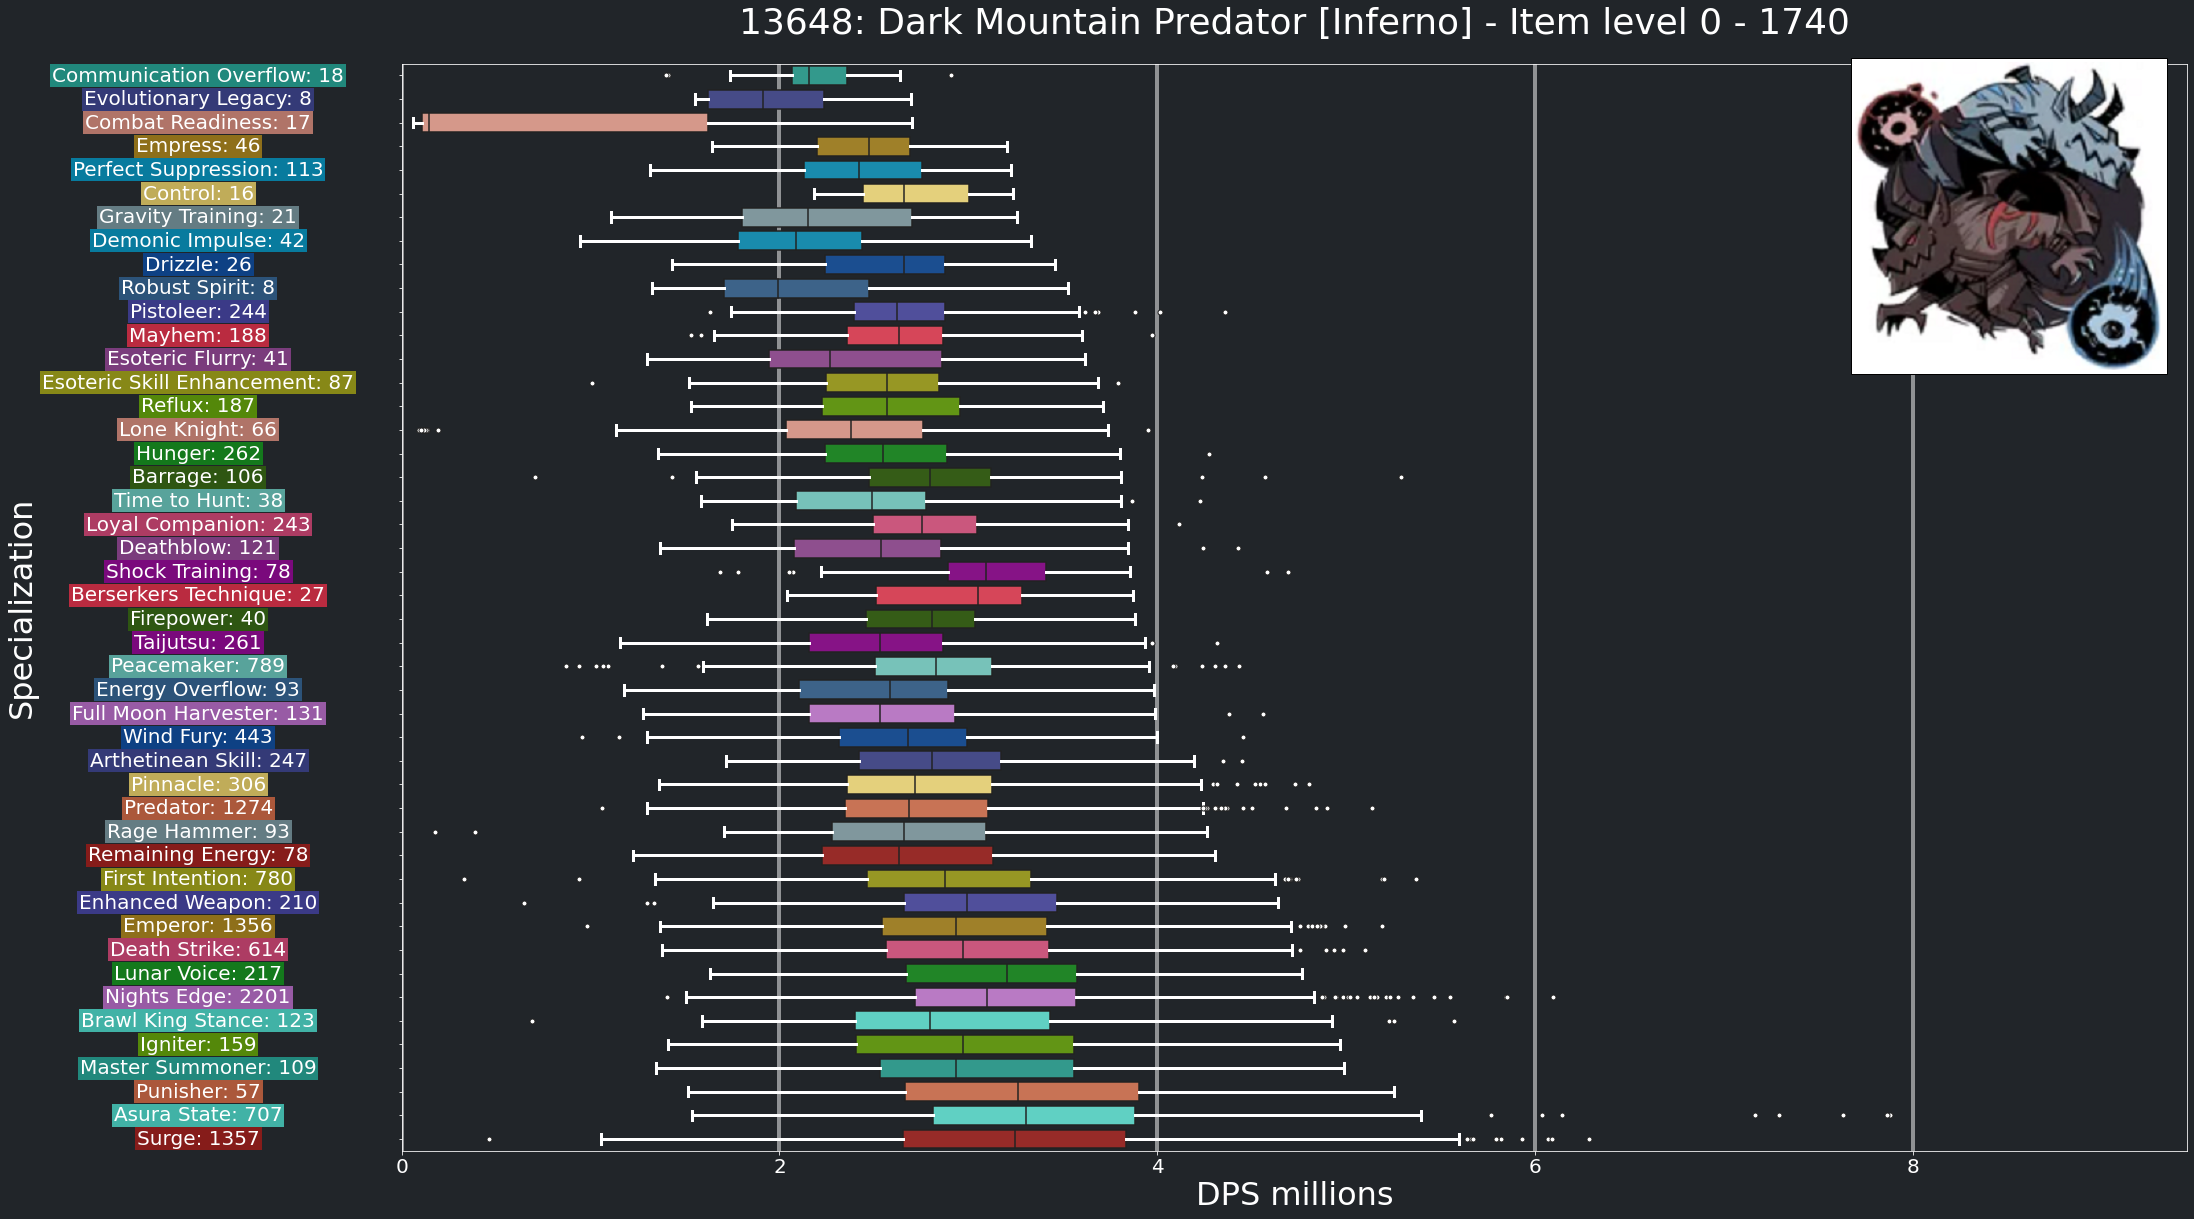 13648: Dark Mountain Predator [Inferno] - Item level 0 - 1740
Specialization
Communication Overflow: 18
Evolutionary Legacy: 8
Combat Readiness: 17
Empress: 46
Perfect Suppression: 113
Control: 16
Gravity Training: 21
Demonic Impulse: 42
Drizzle: 26
Robust Spirit: 8
Pistoleer: 244
Mayhem: 188
Esoteric Flurry: 41
Esoteric Skill Enhancement: 87
Reflux: 187
Lone Knight: 66
Hunger: 262
Barrage: 106
Time to Hunt: 38
Loyal Companion: 243
Deathblow: 121
Shock Training: 78
Berserkers Technique: 27
Firepower: 40
Taijutsu: 261
Peacemaker: 789
Energy Overflow: 93
Full Moon Harvester: 131
Wind Fury: 443
Arthetinean Skill: 247
Pinnacle: 306
Predator: 1274
Rage Hammer: 93
Remaining Energy: 78
First Intention: 780
Enhanced Weapon: 210
Emperor: 1356
Death Strike: 614
Lunar Voice: 217
Nights Edge: 2201
Brawl King Stance: 123
Igniter: 159
Master Summoner: 109
Punisher: 57
Asura State: 707
Surge: 1357
0 2 4 6 8
DPS millions